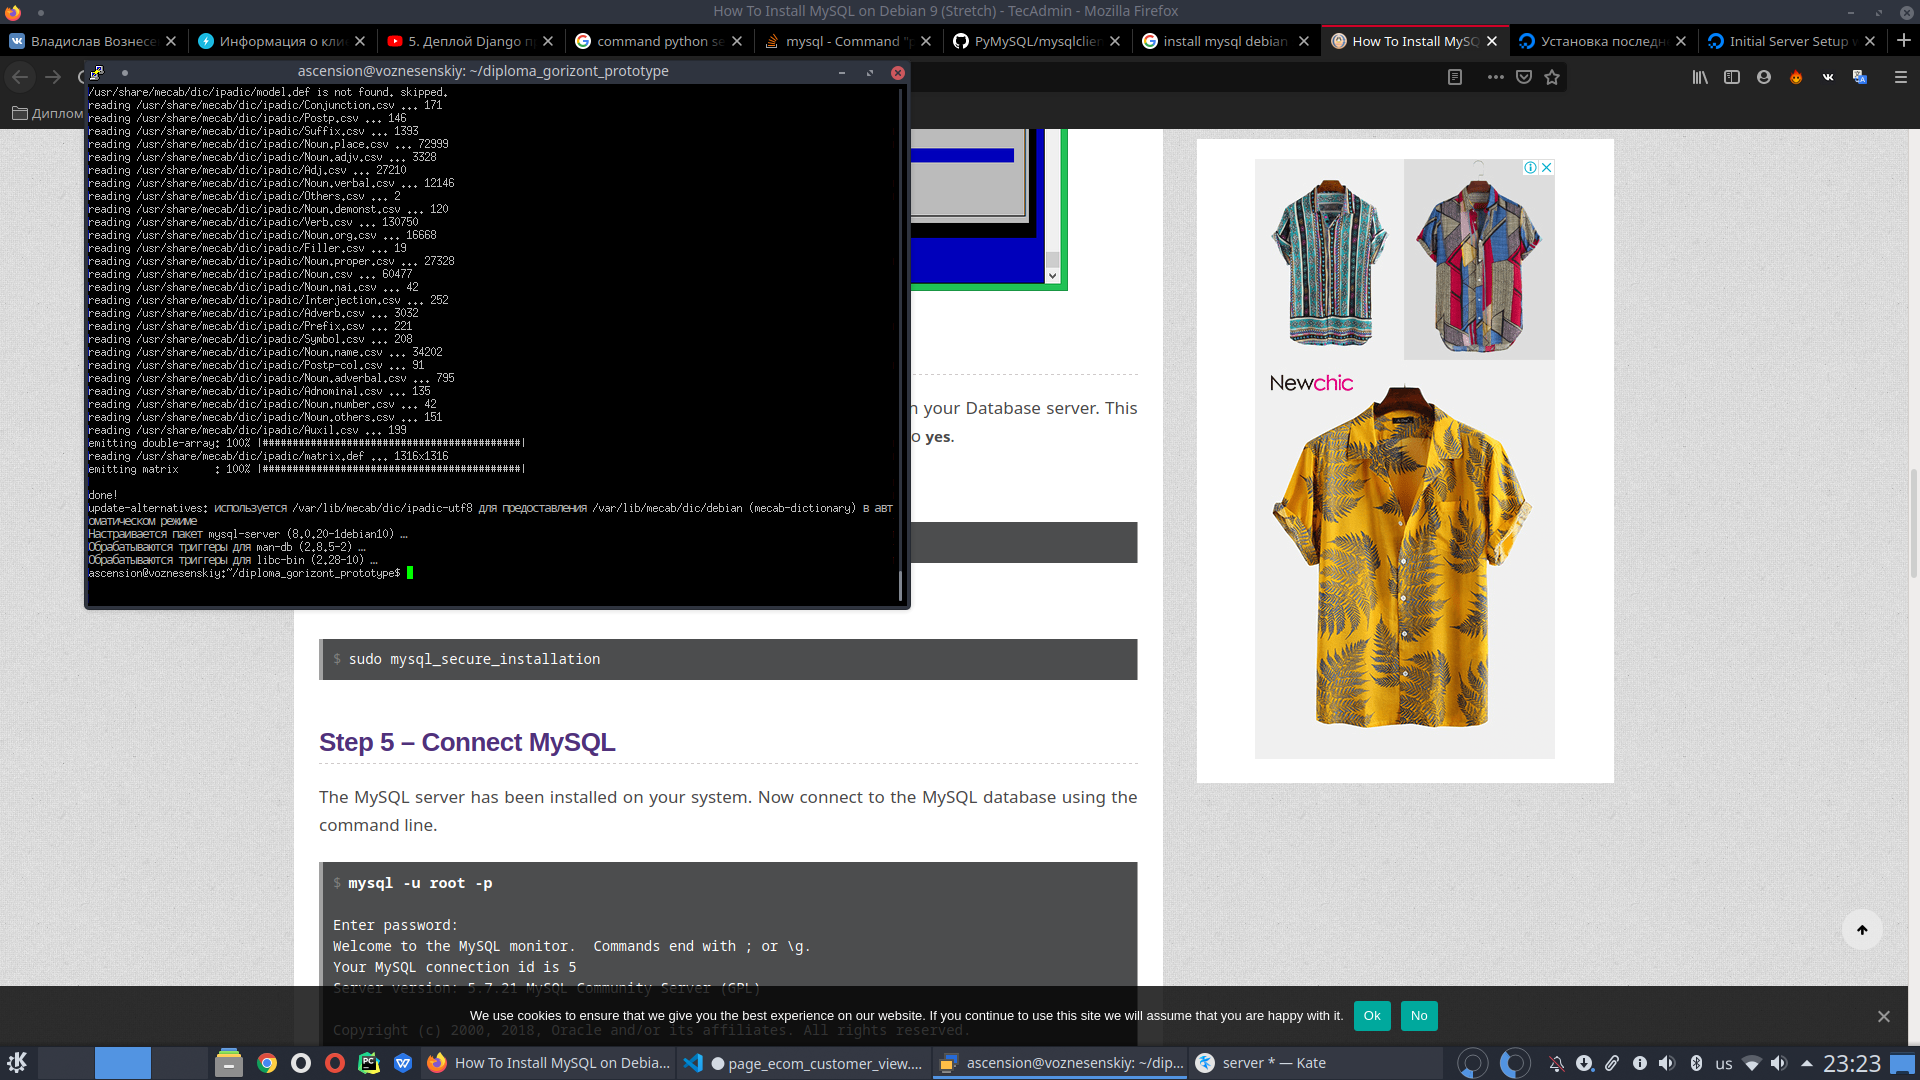 How To Install MySQL on Debian 9 (Stretch) - TecAdmin - Mozilla Firefox
Владислав Вознесе
Информация о кли
5. Деплой Django п
command python se
mysql - Command "p
PyMySQL/mysqlclien
install mysql debian
How To Install MySQ
Установка последн
Initial Server Setup w
Диплом
ascension@voznesenskiy: ~/diploma_gorizont_prototype
/usr/share/mecab/dic/ipadic/model.def is not found. skipped.
reading /usr/share/mecab/dic/ipadic/Conjunction.csv ... 171
reading /usr/share/mecab/dic/ipadic/Postp.csv ... 146
reading /usr/share/mecab/dic/ipadic/Suffix.csv ... 1393
reading /usr/share/mecab/dic/ipadic/Noun.place.csv ... 72999
reading /usr/share/mecab/dic/ipadic/Noun.adjv.csv ... 3328
reading /usr/share/mecab/dic/ipadic/Adj.csv ... 27210
reading /usr/share/mecab/dic/ipadic/Noun.verbal.csv ... 12146
reading /usr/share/mecab/dic/ipadic/Others.csv ... 2
reading /usr/share/mecab/dic/ipadic/Noun.demonst.csv ... 120
reading /usr/share/mecab/dic/ipadic/Verb.csv ... 130750
reading /usr/share/mecab/dic/ipadic/Noun.org.csv ... 16668
reading /usr/share/mecab/dic/ipadic/Filler.csv ... 19
reading /usr/share/mecab/dic/ipadic/Noun.proper.csv ... 27328
reading /usr/share/mecab/dic/ipadic/Noun.csv ... 60477
reading /usr/share/mecab/dic/ipadic/Noun.nai.csv ... 42
reading /usr/share/mecab/dic/ipadic/Interjection.csv ... 252
reading /usr/share/mecab/dic/ipadic/Adverb.csv ... 3032
reading /usr/share/mecab/dic/ipadic/Prefix.csv ... 221
reading /usr/share/mecab/dic/ipadic/Symbol.csv ... 208
reading /usr/share/mecab/dic/ipadic/Noun.name.csv ... 34202
reading /usr/share/mecab/dic/ipadic/Postp-col.csv ... 91
reading /usr/share/mecab/dic/ipadic/Noun.adverbal.csv ... 795
reading /usr/share/mecab/dic/ipadic/Adnominal.csv ... 135
reading /usr/share/mecab/dic/ipadic/Noun.number.csv ... 42
reading /usr/share/mecab/dic/ipadic/Noun.others.csv ... 151
reading /usr/share/mecab/dic/ipadic/Auxil.csv ... 199
emitting double-array: 100% |###########################################|
reading /usr/share/mecab/dic/ipadic/matrix.def ... 1316x1316
emitting matrix      : 100% |###########################################|
done!
update-alternatives: используется /var/lib/mecab/dic/ipadic-utf8 для предоставления /var/lib/mecab/dic/debian (mecab-dictionary) в авт
оматическом режиме
Настраивается пакет mysql-server (8.0.20-1debian10) …
Обрабатываются триггеры для man-db (2.8.5-2) …
Обрабатываются триггеры для libc-bin (2.28-10) …
ascension@voznesenskiy:~/diploma_gorizont_prototype$
n your Database server. This
o yes.
$ sudo mysql_secure_installation
Step 5 – Connect MySQL
The MySQL server has been installed on your system. Now connect to the MySQL database using the
command line.
$ mysql -u root -p
Enter password:
Welcome to the MySQL monitor.  Commands end with ; or \g.
Your MySQL connection id is 5
Server version: 5.7.21 MySQL Community Server (GPL)
Copyright (c) 2000, 2018, Oracle and/or its affiliates. All rights reserved.
Newchic
We use cookies to ensure that we give you the best experience on our website. If you continue to use this site we will assume that you are happy with it.
Ok
No
How To Install MySQL on Debia...
page_ecom_customer_view....
ascension@voznesenskiy: ~/dip...
server * — Kate
us
23:23